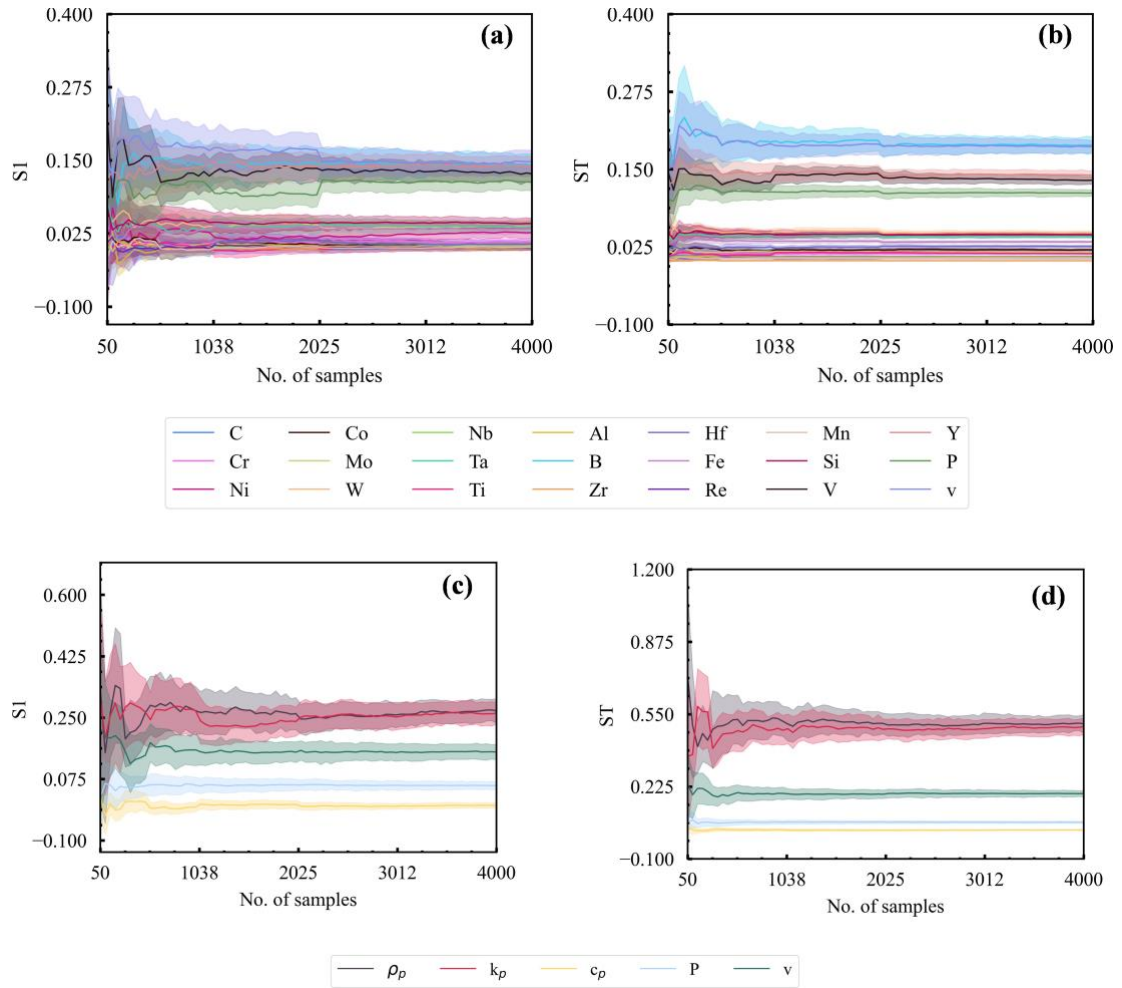 (a)
S1
0.400
0.275
0.150
0.025
−0.100
50 1038 2025 3012 4000
No. of samples
(b)
ST
0.400
0.275
0.150
0.025
−0.100
50 1038 2025 3012 4000
No. of samples
C Co Nb Al Hf Mn Y
Cr Mo Ta B Fe Si P
Ni W Ti Zr Re V v
(c)
S1
0.600
0.425
0.250
0.075
−0.100
50 1038 2025 3012 4000
No. of samples
(d)
ST
1.200
0.875
0.550
0.225
−0.100
50 1038 2025 3012 4000
No. of samples
ρp kp cp P v